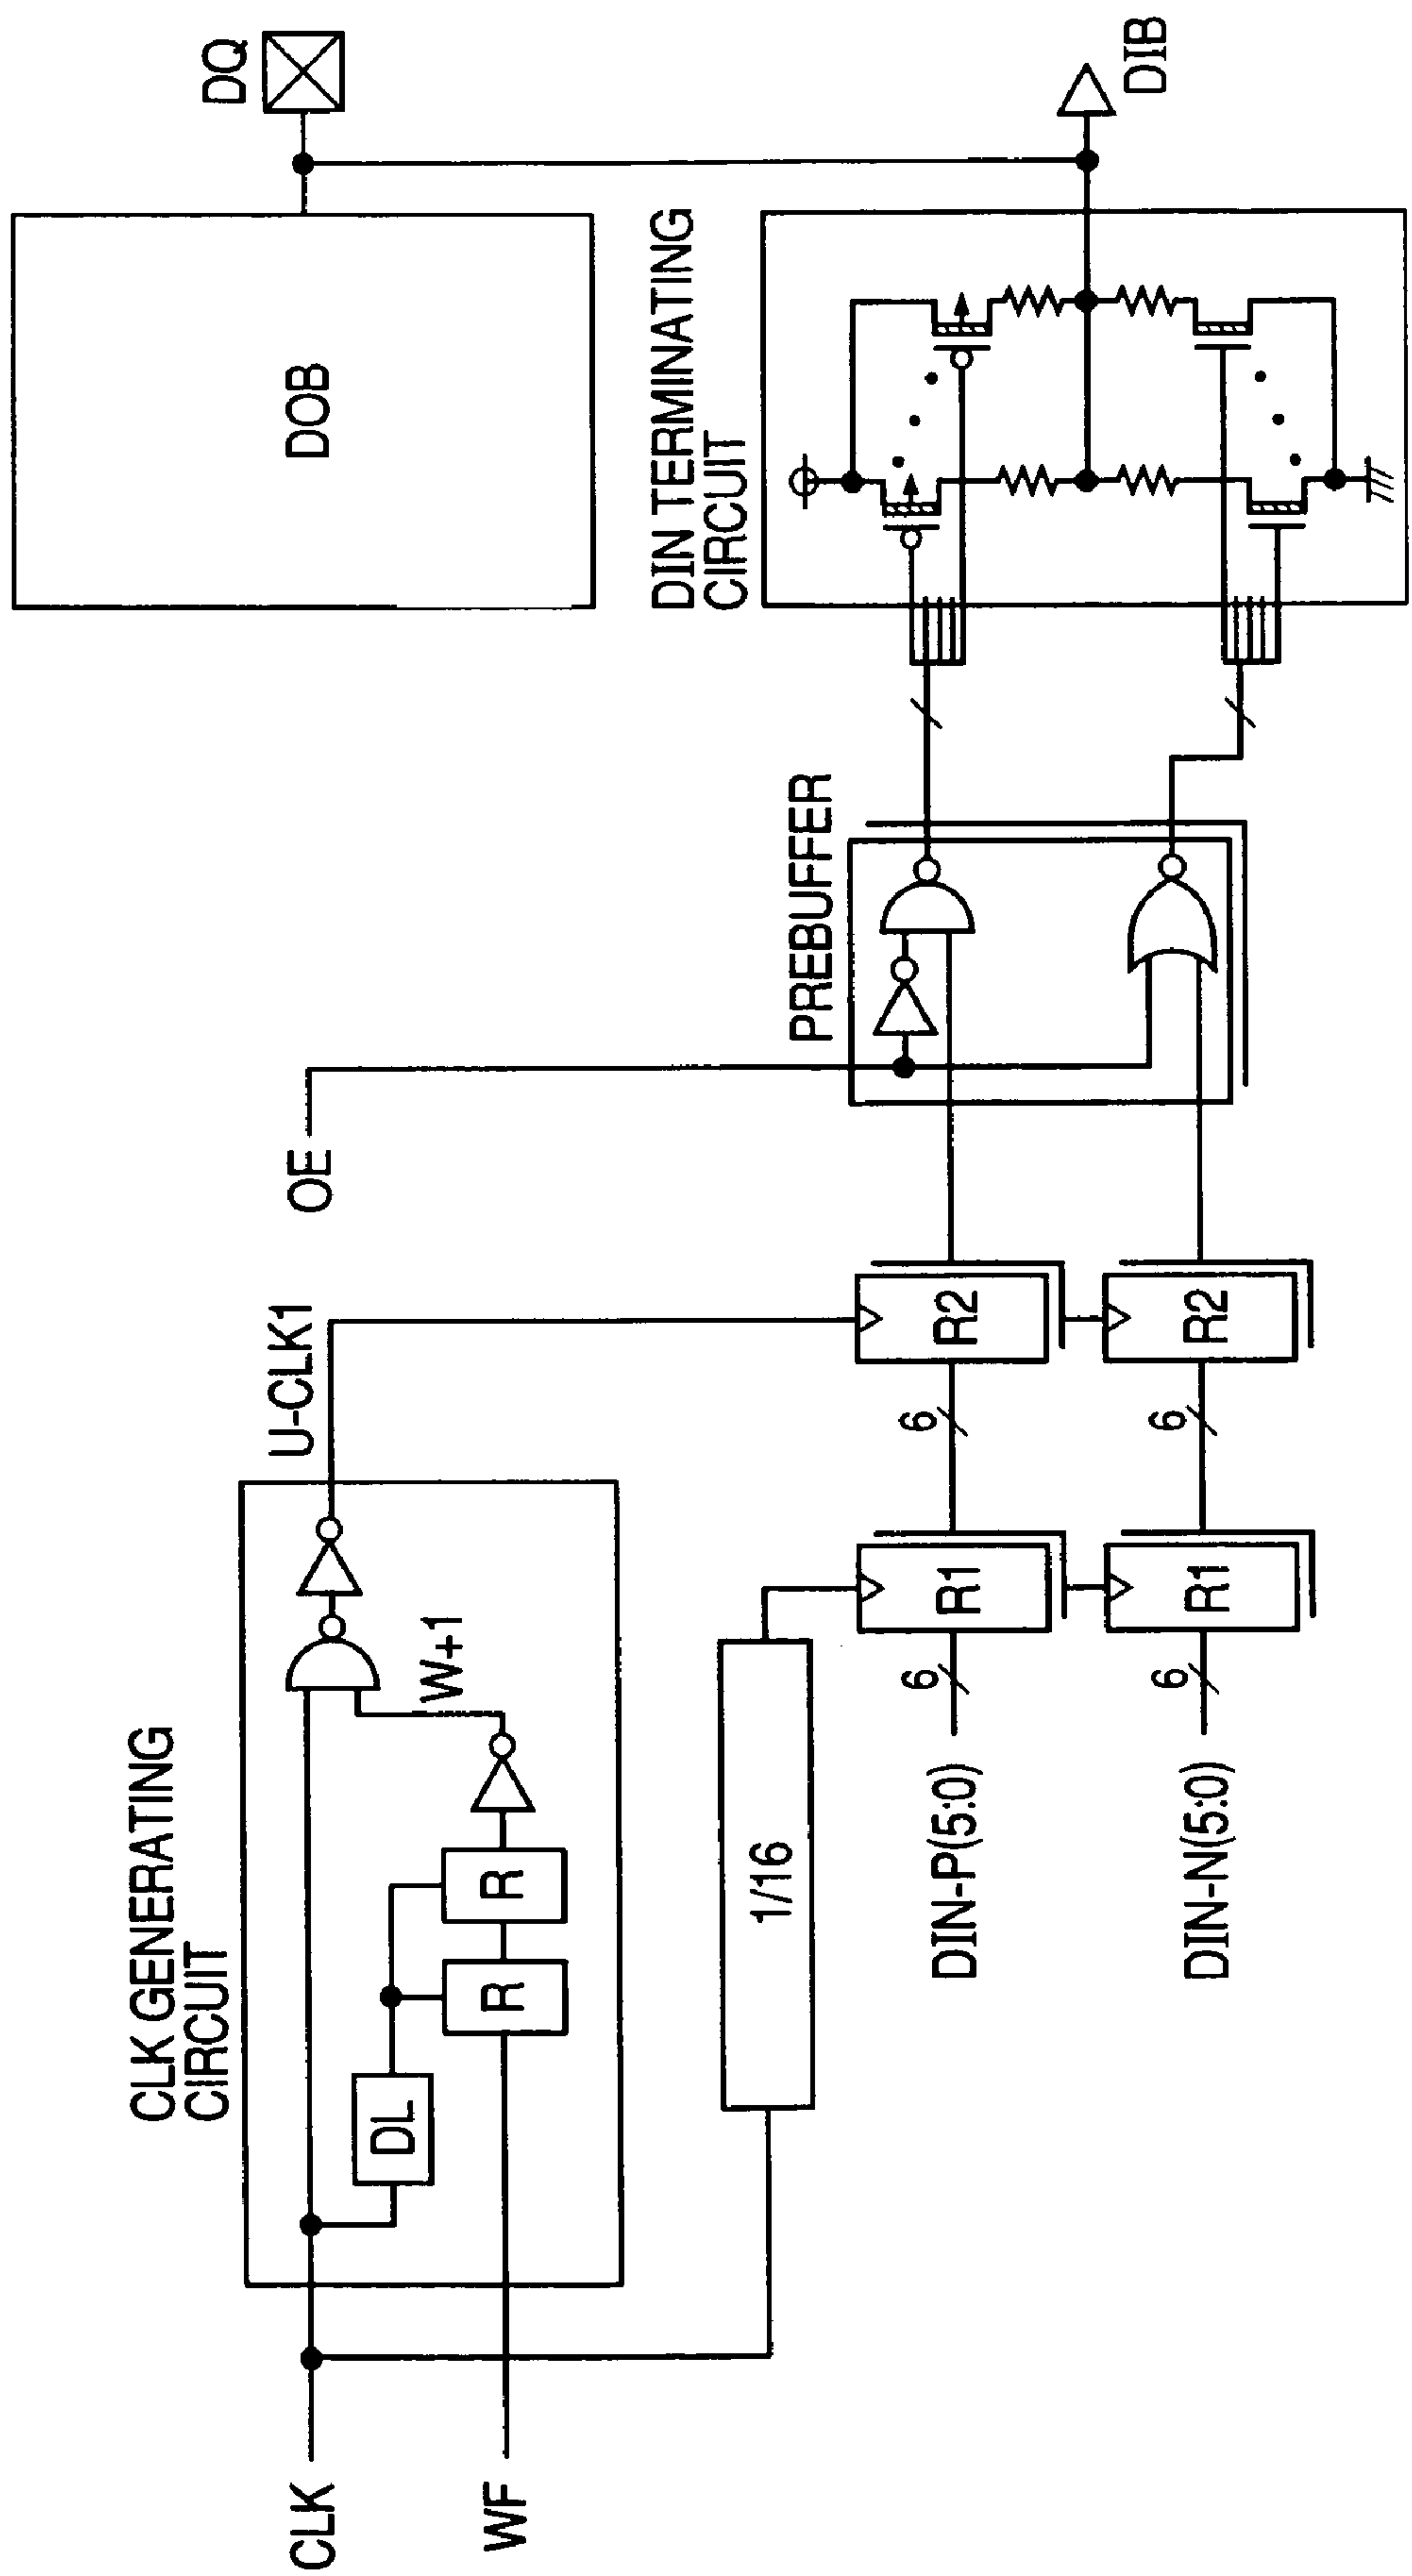 CLK GENERATING
CIRCUIT
CLK
WF
DL
R
R
W+1
U-CLK1
OE
DOB
DQ
1/16
PREBUFFER
DIN TERMINATING
CIRCUIT
DIN-P(5:0)
6
R1
6
R2
DIB
DIN-N(5:0)
6
R1
6
R2